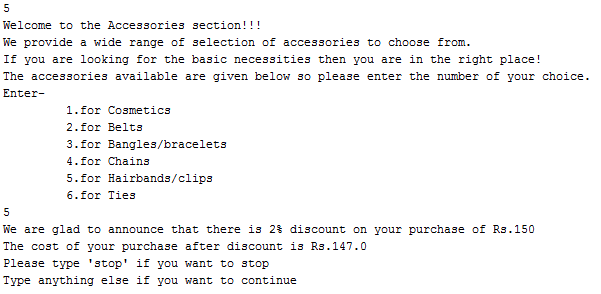 5
Welcome to the Accessories section!!!
We provide a wide range of selection of accessories to choose from.
If you are looking for the basic necessities then you are in the right place!
The accessories available are given below so please enter the number of your choice.
Enter-
1.for Cosmetics
2.for Belts
3.for Bangles/bracelets
4.for Chains
5.for Hairbands/clips
6.for Ties
5
We are glad to announce that there is 2% discount on your purchase of Rs.150
The cost of your purchase after discount is Rs.147.0
Please type 'stop' if you want to stop
Type anything else if you want to continue